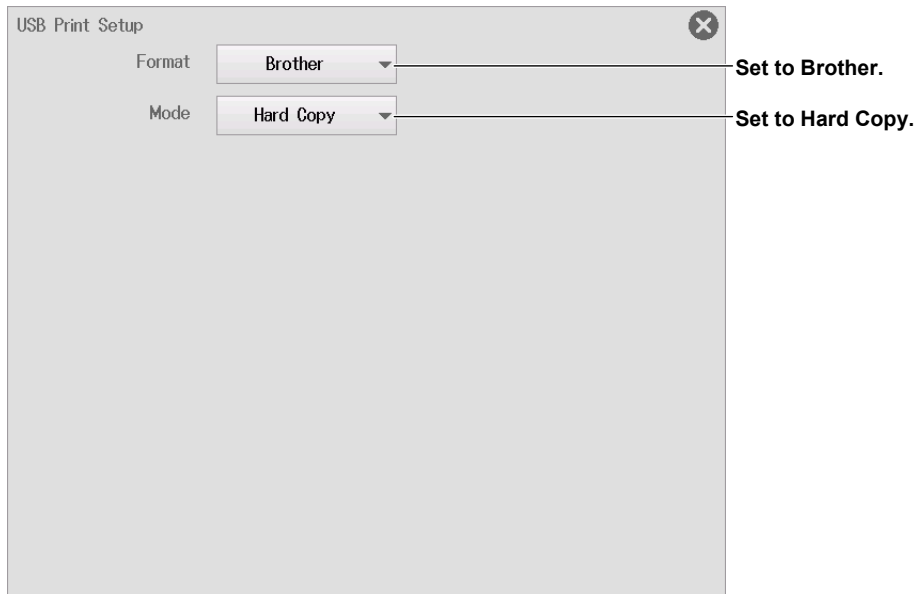 USB Print Setup
Format Brother Set to Brother.
Mode Hard Copy Set to Hard Copy.